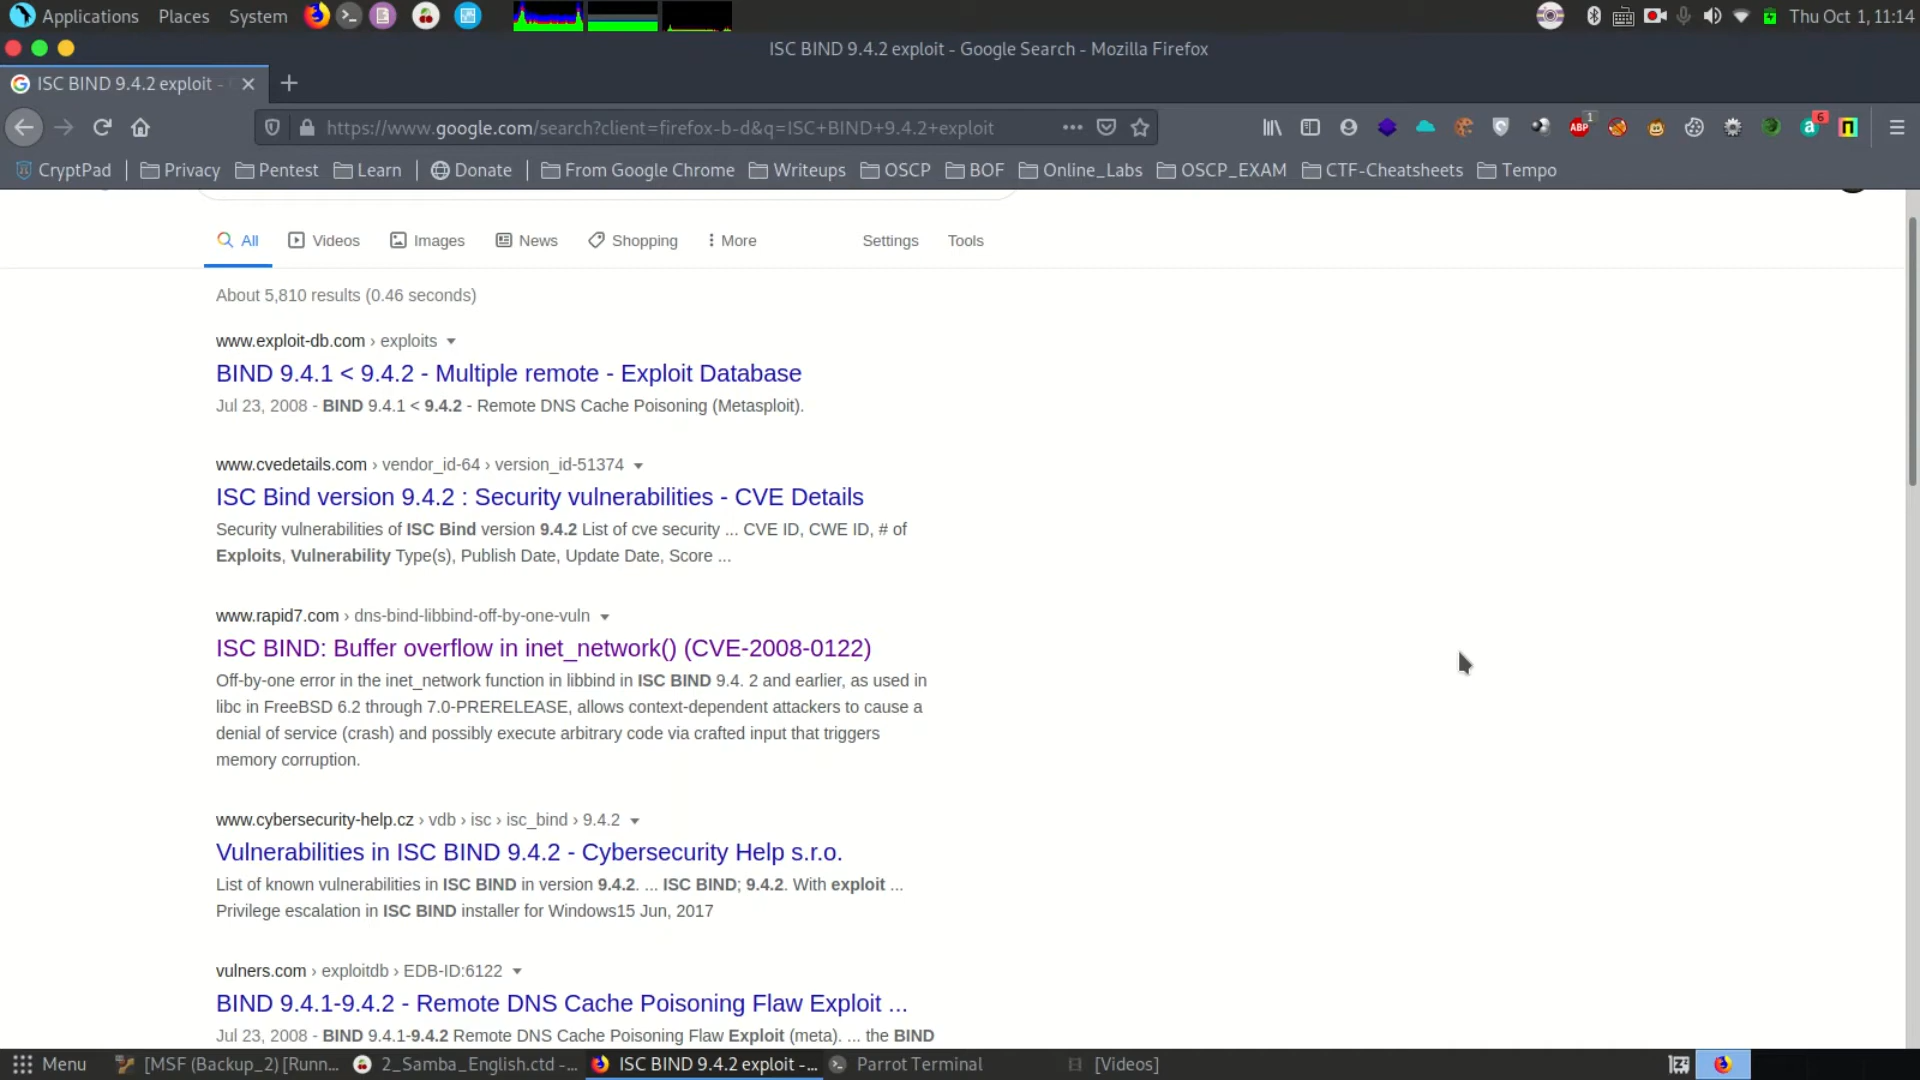 Applications Places System
Thu Oct 1, 11:14
ISC BIND 9.4.2 exploit - Google Search - Mozilla Firefox
ISC BIND 9.4.2 exploit -
https://www.google.com/search?client=firefox-b-d&q=ISC+BIND+9.4.2+exploit
ABP 1 a 6 n
CryptPad Privacy Pentest Learn Donate From Google Chrome Writeups OSCP BOF Online_Labs OSCP_EXAM CTF-Cheatsheets Tempo
All Videos Images News Shopping More Settings Tools
About 5,810 results (0.46 seconds)
www.exploit-db.com › exploits
BIND 9.4.1 < 9.4.2 - Multiple remote - Exploit Database
Jul 23, 2008 - BIND 9.4.1 < 9.4.2 - Remote DNS Cache Poisoning (Metasploit).
www.cvedetails.com › vendor_id-64 › version_id-51374
ISC Bind version 9.4.2 : Security vulnerabilities - CVE Details
Security vulnerabilities of ISC Bind version 9.4.2 List of cve security ... CVE ID, CWE ID, # of
Exploits, Vulnerability Type(s), Publish Date, Update Date, Score ...
www.rapid7.com › dns-bind-libbind-off-by-one-vuln
ISC BIND: Buffer overflow in inet_network() (CVE-2008-0122)
Off-by-one error in the inet_network function in libbind in ISC BIND 9.4. 2 and earlier, as used in
libc in FreeBSD 6.2 through 7.0-PRERELEASE, allows context-dependent attackers to cause a
denial of service (crash) and possibly execute arbitrary code via crafted input that triggers
memory corruption.
www.cybersecurity-help.cz › vdb › isc › isc_bind › 9.4.2
Vulnerabilities in ISC BIND 9.4.2 - Cybersecurity Help s.r.o.
List of known vulnerabilities in ISC BIND in version 9.4.2. ... ISC BIND; 9.4.2. With exploit ...
Privilege escalation in ISC BIND installer for Windows15 Jun, 2017
vulners.com › exploitdb › EDB-ID:6122
BIND 9.4.1-9.4.2 - Remote DNS Cache Poisoning Flaw Exploit ...
Jul 23, 2008 - BIND 9.4.1-9.4.2 Remote DNS Cache Poisoning Flaw Exploit (meta). ... the BIND
Menu [MSF (Backup_2) [Runn... 2_Samba_English.ctd -... ISC BIND 9.4.2 exploit -... Parrot Terminal [Videos]